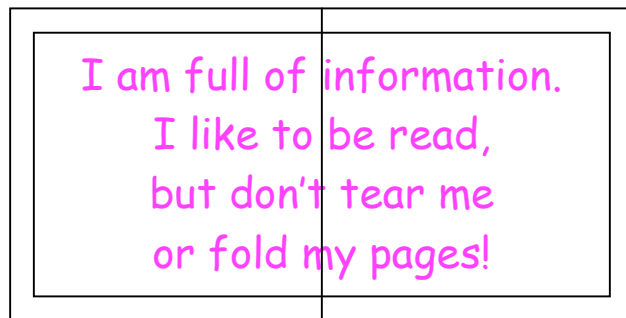 I am full of information.
I like to be read,
but don't tear me
or fold my pages!